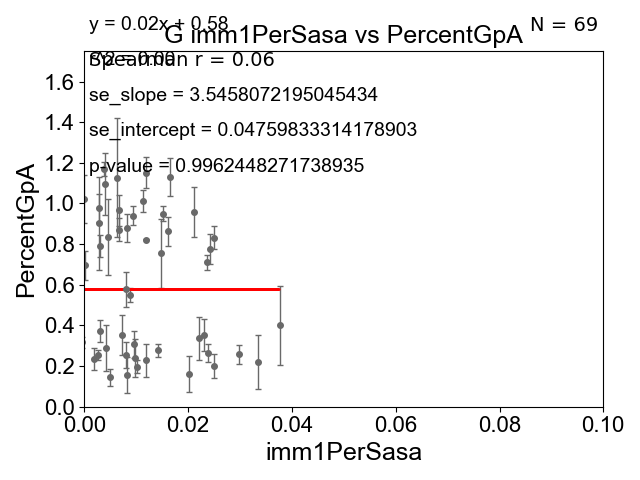 y = 0.02x + 0.58
N = 69
G imm1PerSasa vs PercentGpA
Spearman r = 0.06
se_slope = 3.5458072195045434
se_intercept = 0.04759833314178903
p-value = 0.9962448271738935
PercentGpA
1.6
1.4
1.2
1.0
0.8
0.6
0.4
0.2
0.0
0.00 0.02 0.04 0.06 0.08 0.10
imm1PerSasa